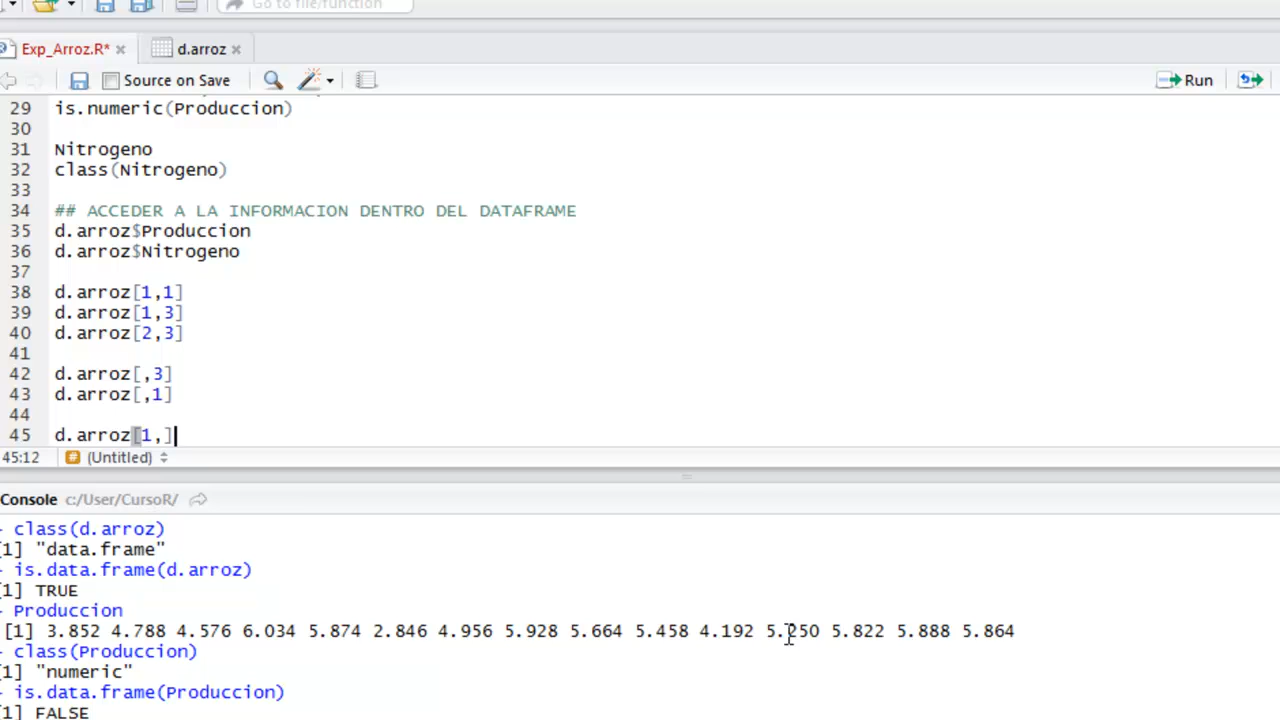 Go to file/function
Exp_Arroz.R* d.arroz
Source on Save Run
29 is.numeric(Produccion)
30
31 Nitrogeno
32 class(Nitrogeno)
33
34 ## ACCEDER A LA INFORMACION DENTRO DEL DATAFRAME
35 d.arroz$Produccion
36 d.arroz$Nitrogeno
37
38 d.arroz[1,1]
39 d.arroz[1,3]
40 d.arroz[2,3]
41
42 d.arroz[,3]
43 d.arroz[,1]
44
45 d.arroz[1,]
45:12 # (Untitled)
Console c:/User/CursoR/
class(d.arroz)
[1] "data.frame"
is.data.frame(d.arroz)
[1] TRUE
Produccion
[1] 3.852 4.788 4.576 6.034 5.874 2.846 4.956 5.928 5.664 5.458 4.192 5.250 5.822 5.888 5.864
class(Produccion)
[1] "numeric"
is.data.frame(Produccion)
[1] FALSE